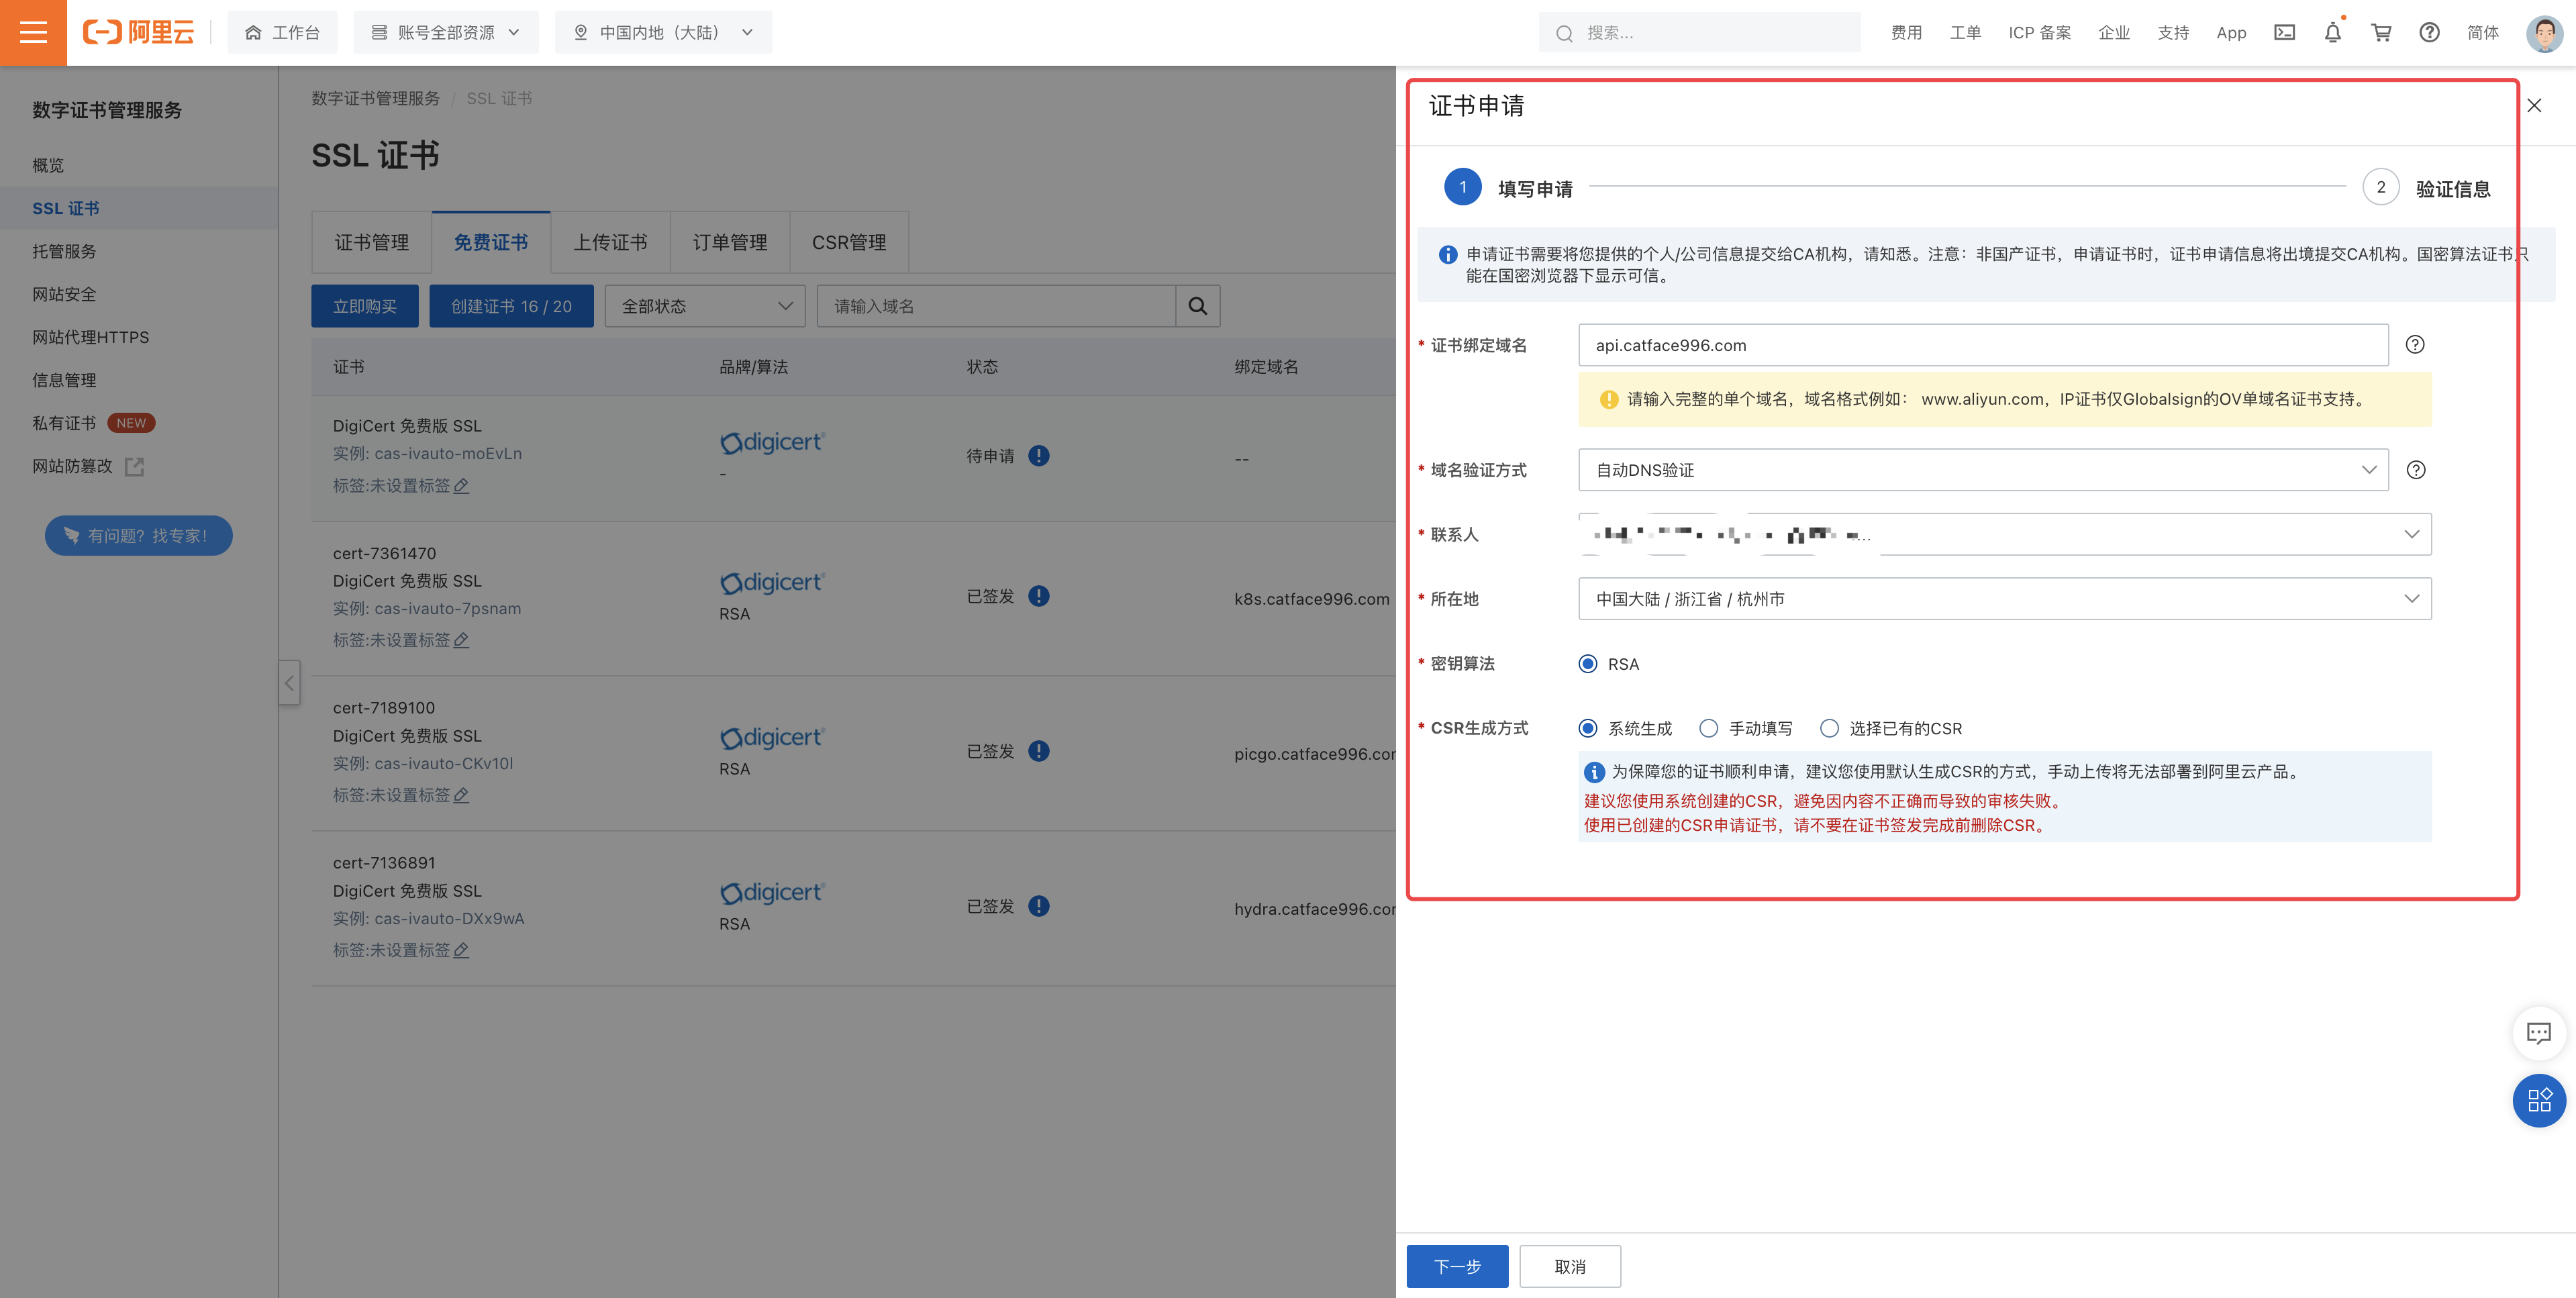 阿里云
工作台
账号全部资源
中国内地（大陆）
搜索...
费用
工单
ICP 备案
企业
支持
App
简体
数字证书管理服务
概览
SSL 证书
托管服务
网站安全
网站代理HTTPS
信息管理
私有证书 NEW
网站防篡改
有问题？找专家！
数字证书管理服务 / SSL 证书
SSL 证书
证书管理
免费证书
上传证书
订单管理
CSR管理
立即购买
创建证书 16 / 20
全部状态
请输入域名
证书
品牌/算法
状态
绑定域名
DigiCert 免费版 SSL
实例: cas-ivauto-moEvLn
标签:未设置标签
digicert
-
待申请
--
cert-7361470
DigiCert 免费版 SSL
实例: cas-ivauto-7psnam
标签:未设置标签
digicert
RSA
已签发
k8s.catface996.com
cert-7189100
DigiCert 免费版 SSL
实例: cas-ivauto-CKv10l
标签:未设置标签
digicert
RSA
已签发
picgo.catface996.cor
cert-7136891
DigiCert 免费版 SSL
实例: cas-ivauto-DXx9wA
标签:未设置标签
digicert
RSA
已签发
hydra.catface996.cor
证书申请
1 填写申请
2 验证信息
申请证书需要将您提供的个人/公司信息提交给CA机构，请知悉。注意：非国产证书，申请证书时，证书申请信息将出境提交CA机构。国密算法证书只
能在国密浏览器下显示可信。
* 证书绑定域名
api.catface996.com
请输入完整的单个域名，域名格式例如： www.aliyun.com，IP证书仅Globalsign的OV单域名证书支持。
* 域名验证方式
自动DNS验证
* 联系人
...
* 所在地
中国大陆 / 浙江省 / 杭州市
* 密钥算法
RSA
* CSR生成方式
系统生成
手动填写
选择已有的CSR
为保障您的证书顺利申请，建议您使用默认生成CSR的方式，手动上传将无法部署到阿里云产品。
建议您使用系统创建的CSR，避免因内容不正确而导致的审核失败。
使用已创建的CSR申请证书，请不要在证书签发完成前删除CSR。
下一步
取消